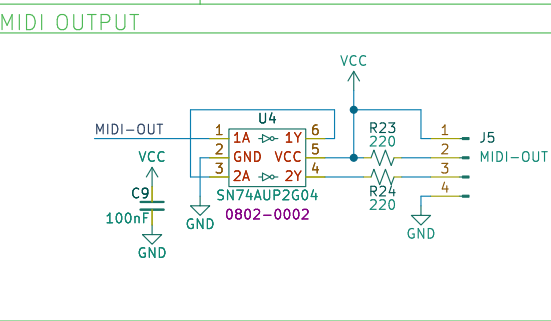 MIDI OUTPUT
VCC
U4
MIDI-OUT
1 1A 1Y 6
2 GND VCC 5
3 2A 2Y 4
SN74AUP2G04
0802-0002
R23
220
R24
220
1
2
3
4
J5
MIDI-OUT
VCC
C9
100nF
GND
GND
GND